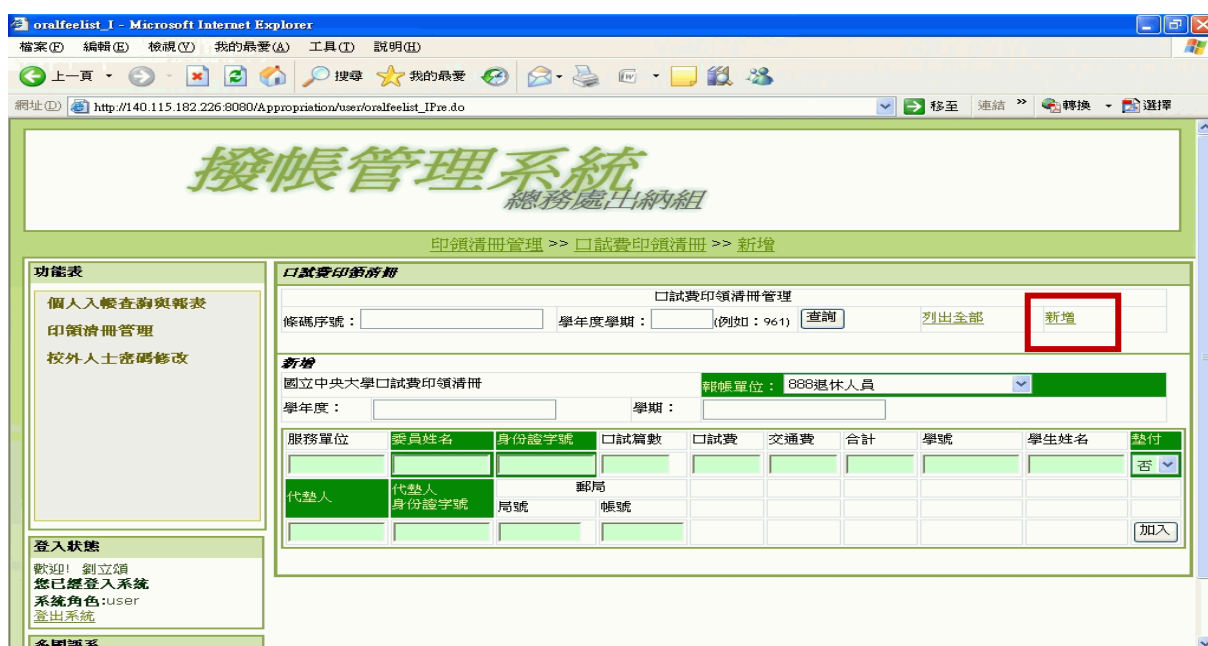 oralfeelist_I - Microsoft Internet Explorer
檔案(F) 編輯(E) 檢視(V) 我的最愛(A) 工具(T) 說明(H)
上一頁 搜尋 我的最愛
網址(D) http://140.115.182.226:8080/Appropriation/user/oralfeelist_IPre.do 移至 連結 » 轉換 選擇
撥帳管理系統
總務處出納組
印領清冊管理 >> 口試費印領清冊 >> 新增
功能表
個人入帳查詢與報表
印領清冊管理
校外人士密碼修改
口試費印領清冊
口試費印領清冊管理
條碼序號： 學年度學期： (例如：961) 查詢 列出全部 新增
新增
國立中央大學口試費印領清冊 報帳單位： 888退休人員
學年度： 學期：
服務單位 委員姓名 身份證字號 口試篇數 口試費 交通費 合計 學號 學生姓名 墊付
否
代墊人 代墊人身份證字號 郵局
局號 帳號
加入
登入狀態
歡迎! 劉立頌
您已經登入系統
系統角色:user
登出系統
多國語系